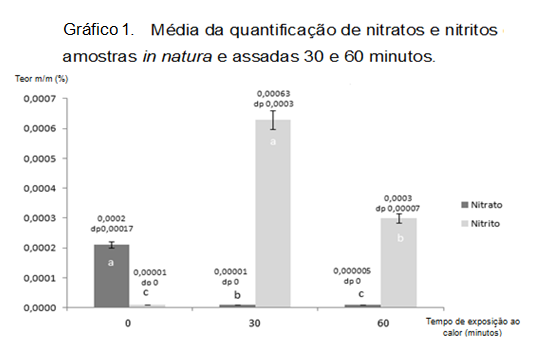 Gráfico 1. Média da quantificação de nitratos e nitritos
amostras in natura e assadas 30 e 60 minutos.
Teor m/m (%)
0,0007
0,0006
0,0005
0,0004
0,0003
0,0002
0,0001
0,0000
0,0002
dp0,00017
a
0,00001
dp 0
c
0,00001
dp 0
b
0,00063
dp 0,0003
a
0,000005
dp 0
c
0,0003
dp 0,00007
b
Nitrato
Nitrito
0 30 60
Tempo de exposição ao
calor (minutos)